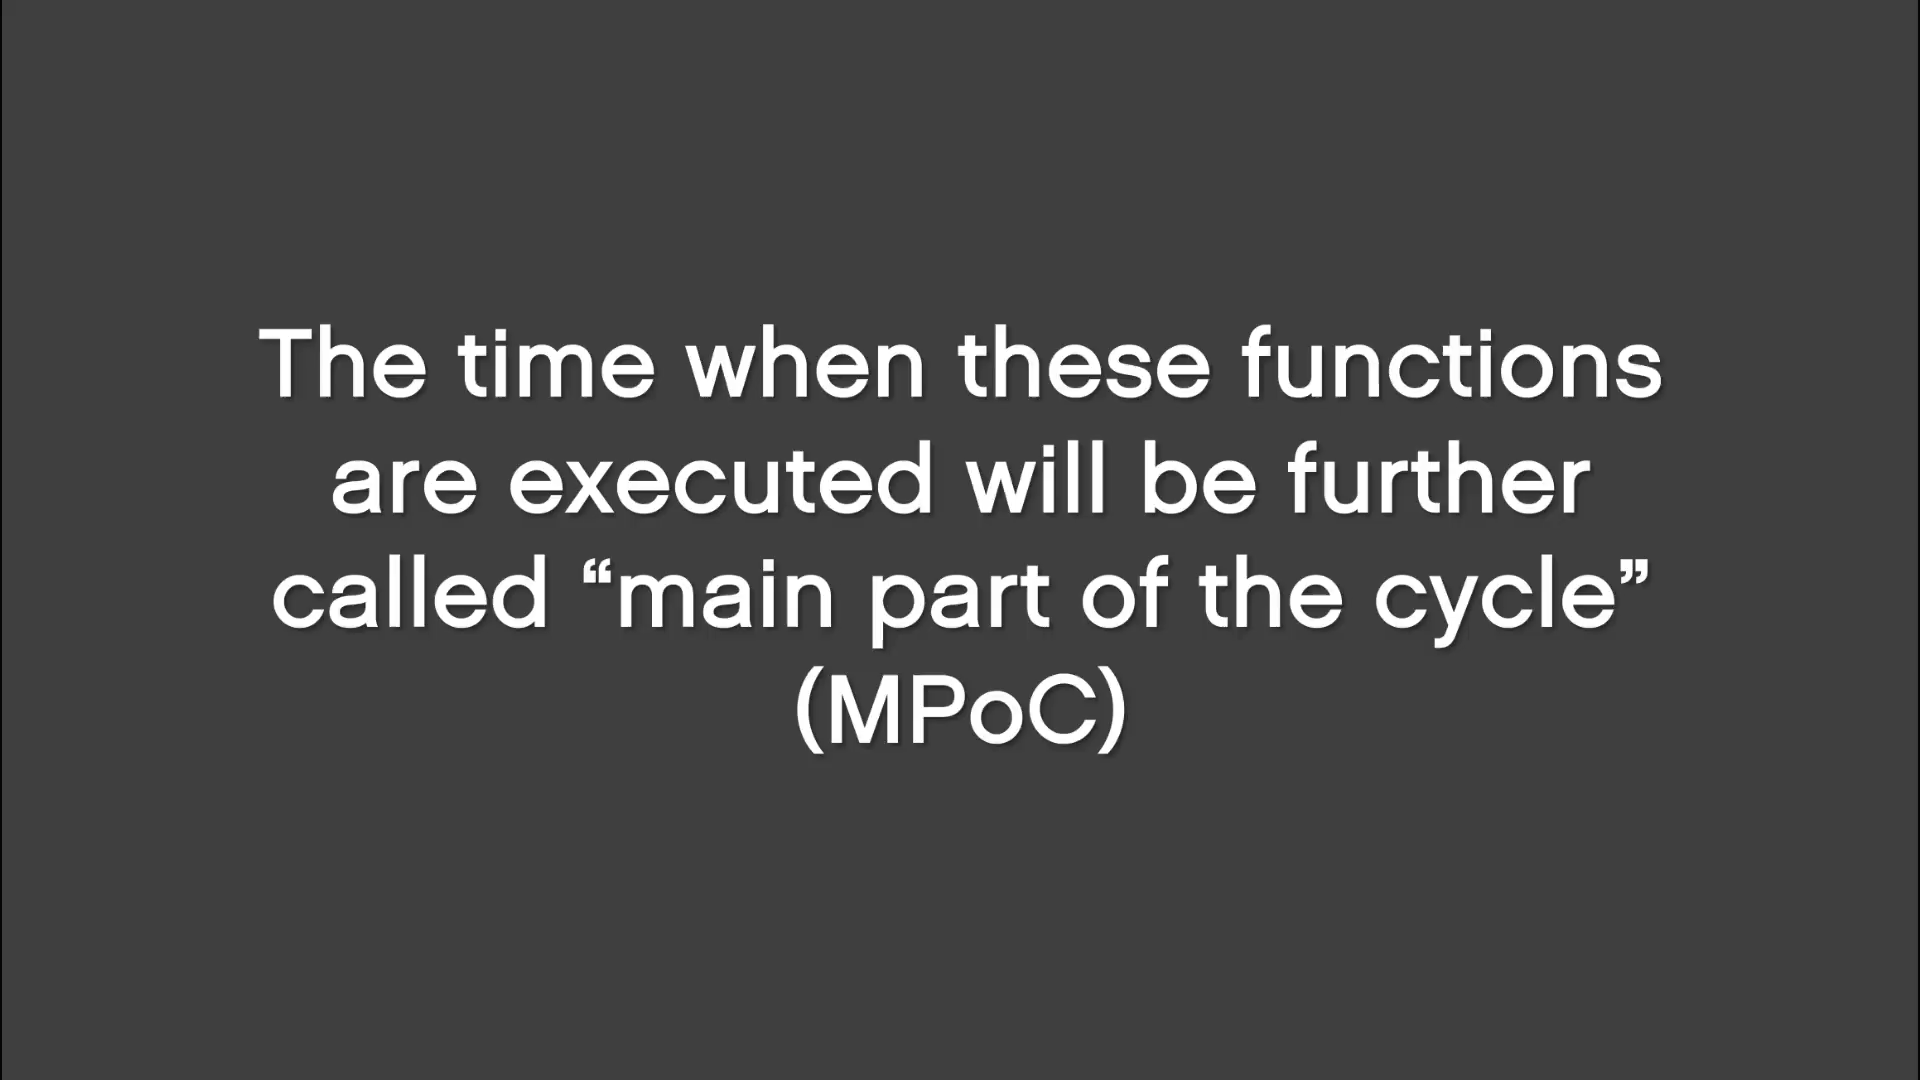 The time when these functions
are executed will be further
called “main part of the cycle”
(MPoC)